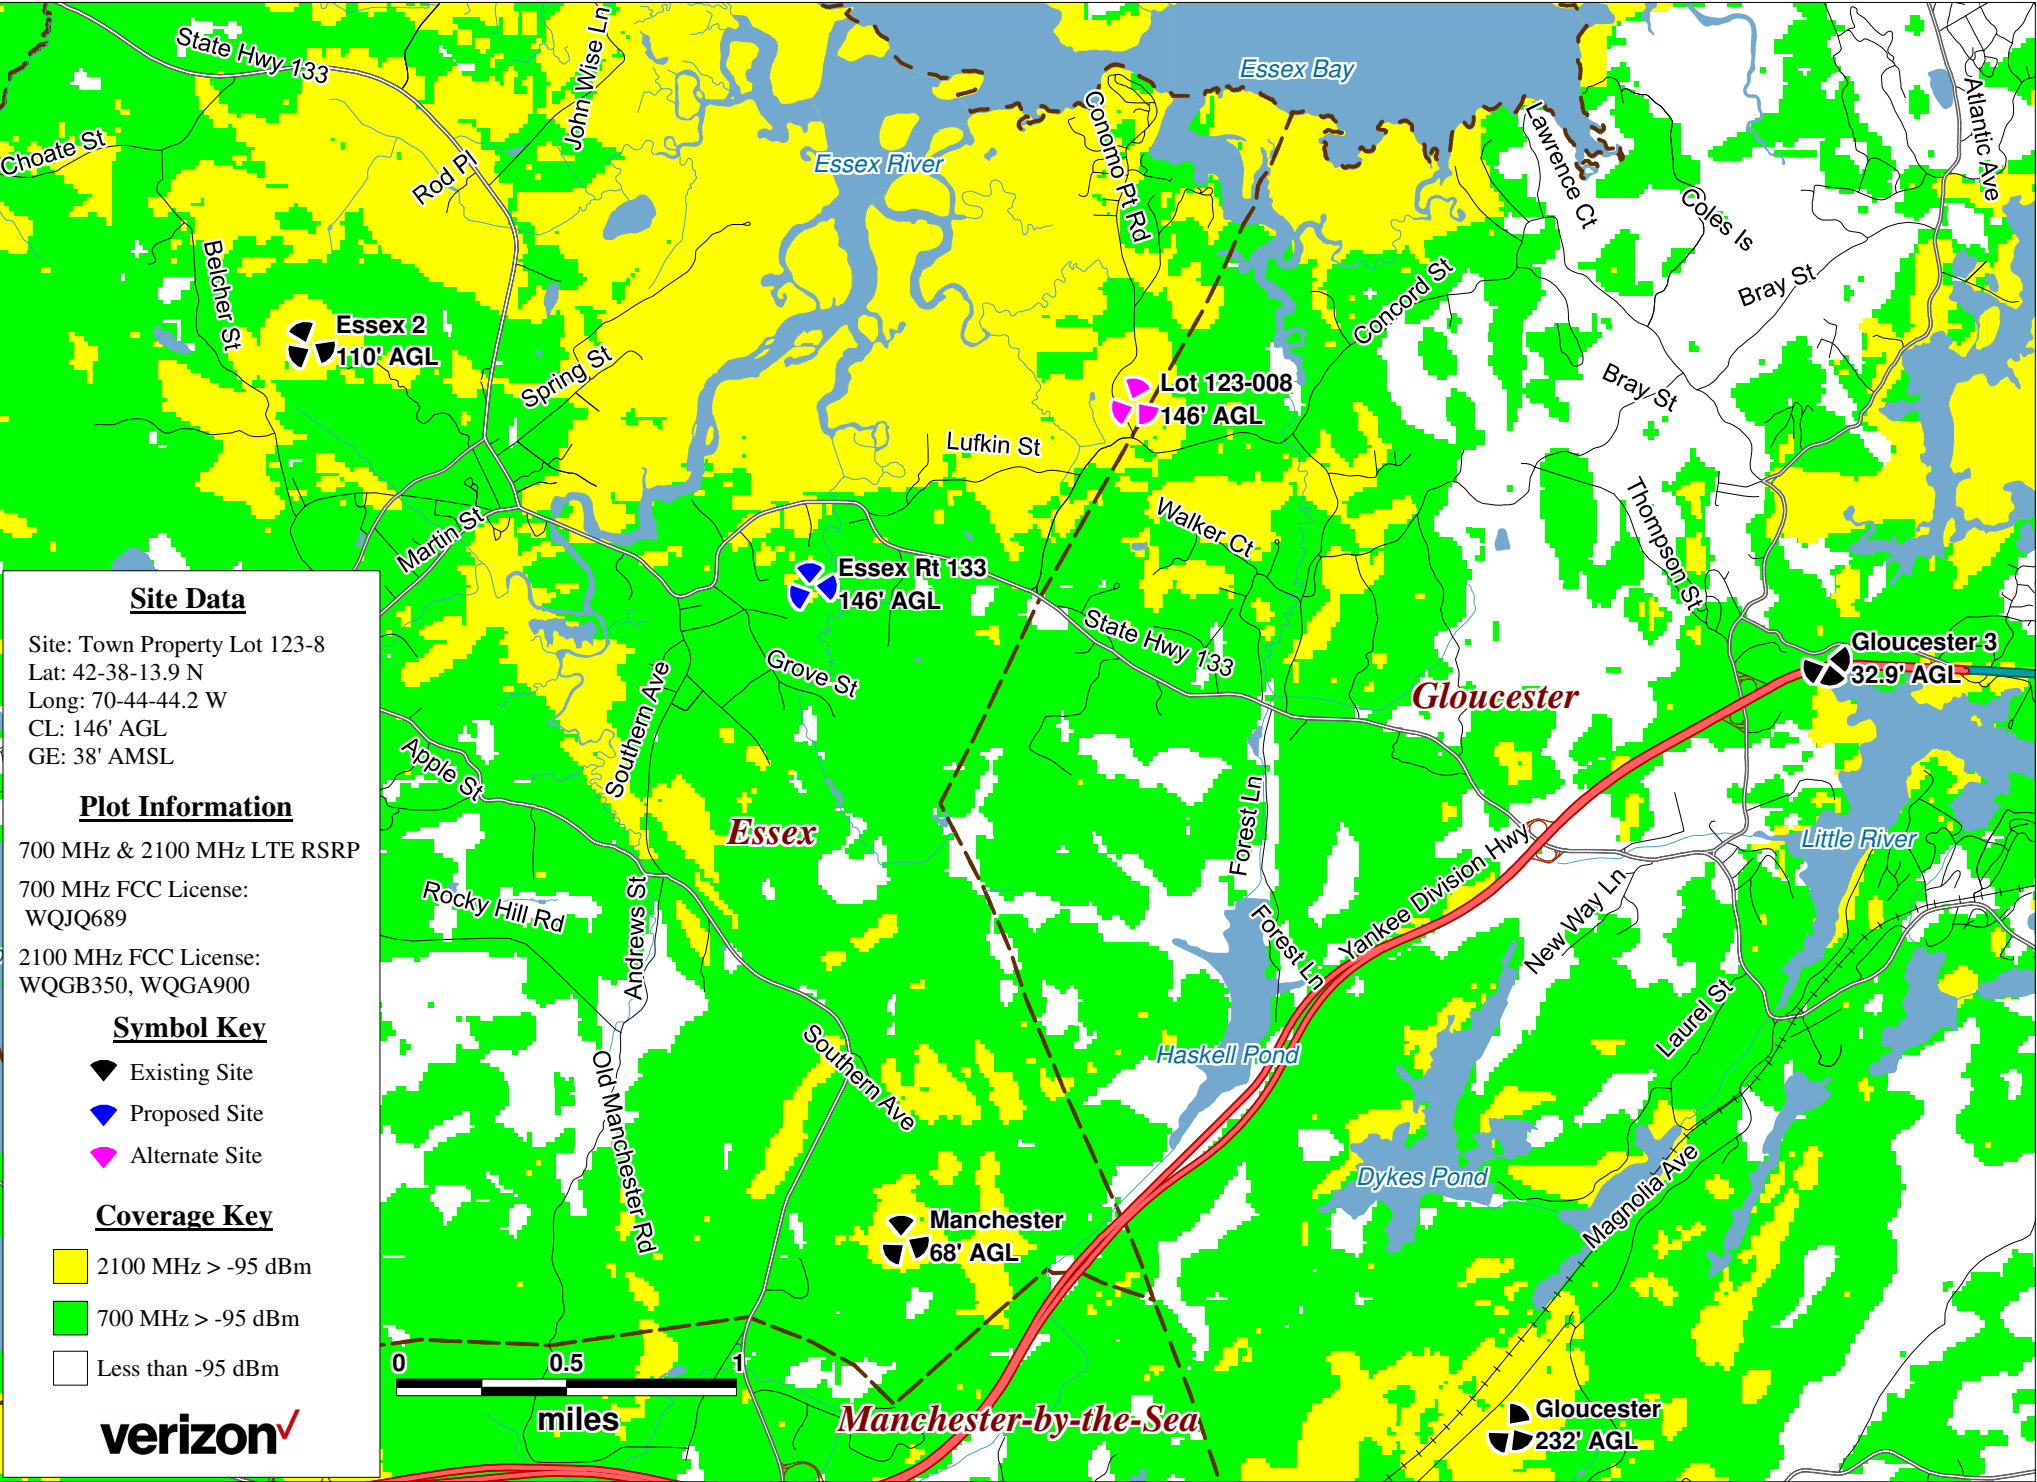 State Hwy 133
John Wise Ln
Essex Bay
Atlantic Ave
Choate St
Rod Pl
Essex River
Conomo Pt Rd
Lawrence Ct
Coles Is
Belcher St
Bray St
Concord St
Essex 2
110' AGL
Spring St
Lot 123-008
146' AGL
Bray St
Lufkin St
Martin St
Walker Ct
Thompson St
Essex Rt 133
146' AGL
State Hwy 133
Grove St
Southern Ave
Gloucester
Gloucester 3
32.9' AGL
Apple St
Essex
Forest Ln
Yankee Division Hwy
Little River
Rocky Hill Rd
Andrews St
Forest Ln
New Way Ln
Laurel St
Southern Ave
Haskell Pond
Old Manchester Rd
Dykes Pond
Magnolia Ave
Manchester
68' AGL
Manchester-by-the-Sea
Gloucester
232' AGL
0 0.5 1
miles
Site Data
Site: Town Property Lot 123-8
Lat: 42-38-13.9 N
Long: 70-44-44.2 W
CL: 146' AGL
GE: 38' AMSL
Plot Information
700 MHz & 2100 MHz LTE RSRP
700 MHz FCC License:
WQJQ689
2100 MHz FCC License:
WQGB350, WQGA900
Symbol Key
Existing Site
Proposed Site
Alternate Site
Coverage Key
2100 MHz > -95 dBm
700 MHz > -95 dBm
Less than -95 dBm
verizon